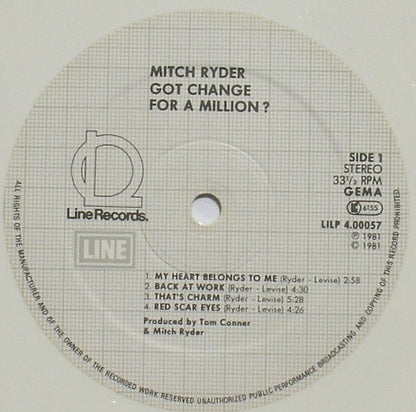 MITCH RYDER
GOT CHANGE
FOR A MILLION?
SIDE 1
STEREO
33⅓ RPM
GEMA
LC 6155
LILP 4.00057
℗ 1981
© 1981
Line Records.
LINE
1. MY HEART BELONGS TO ME (Ryder - Levise) 2:58
2. BACK AT WORK (Ryder - Levise) 4.30
3. THAT'S CHARM (Ryder - Levise) 5:28
4. RED SCAR EYES (Ryder - Levise) 4,26
Produced by Tom Conner
& Mitch Ryder
ALL RIGHTS OF THE MANUFACTURER AND OF THE OWNER OF THE RECORDED WORK RESERVED UNAUTHORIZED PUBLIC PERFORMANCE BROADCASTING AND COPYING OF THIS RECORD PROHIBITED.